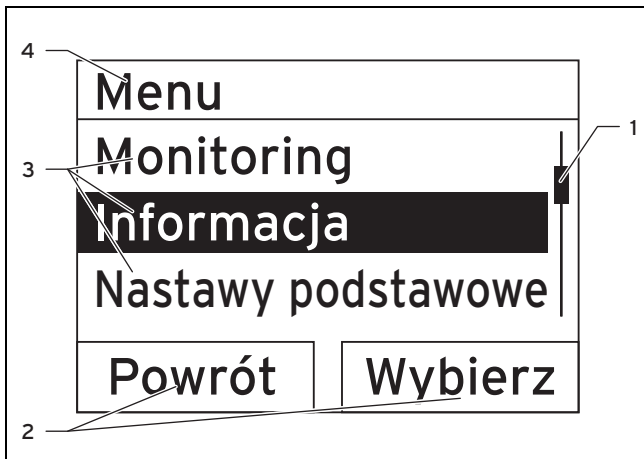 4
Menu
1
Monitoring
3
Informacja
Nastawy podstawowe
Powrót Wybierz
2